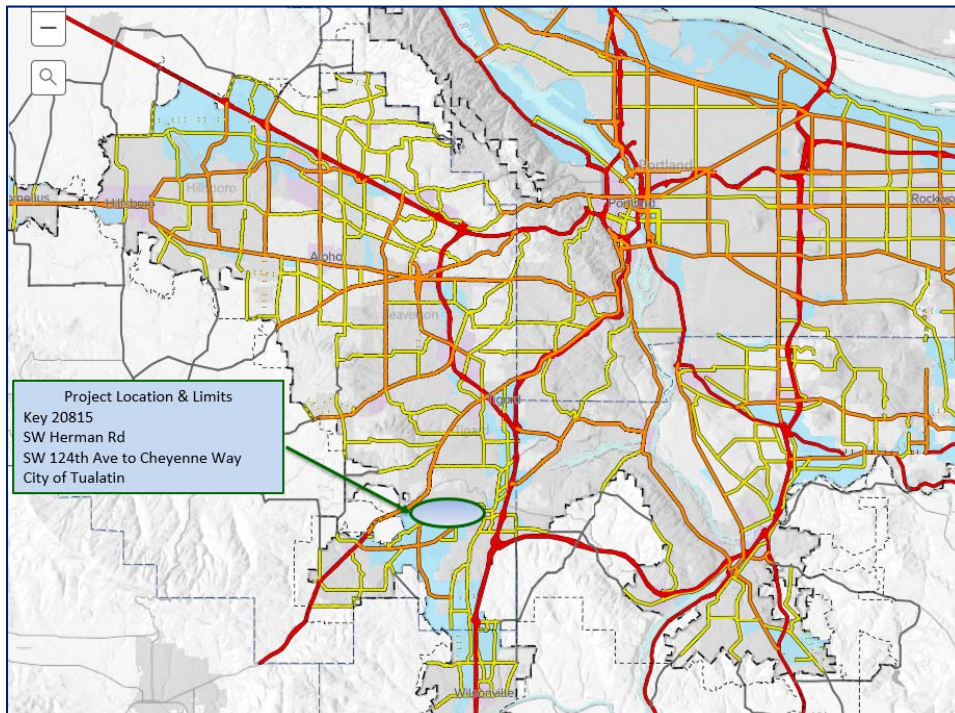 Portland
Portland
Hillsboro
Hillsboro
Aloha
Beaverton
Project Location & Limits
Key 20815
SW Herman Rd
SW 124th Ave to Cheyenne Way
City of Tualatin
Tigard
Wilsonville